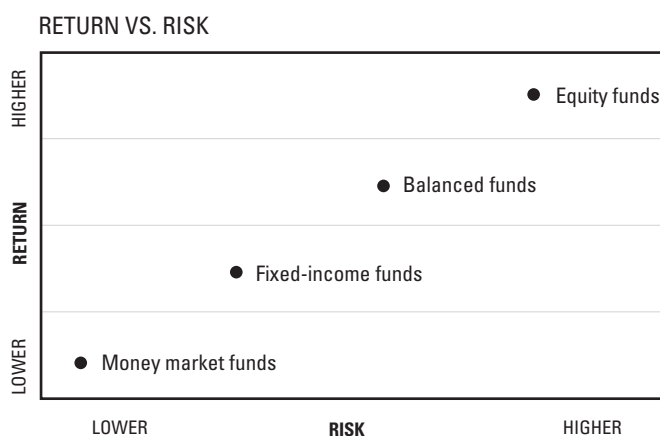 RETURN VS. RISK
HIGHER
Equity funds
Balanced funds
RETURN
Fixed-income funds
LOWER
Money market funds
LOWER
RISK
HIGHER